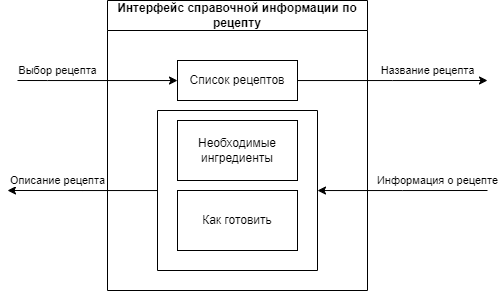 Интерфейс справочной информации по
рецепту
Выбор рецепта
Список рецептов
Название рецепта
Необходимые
ингредиенты
Описание рецепта
Информация о рецепте
Как готовить